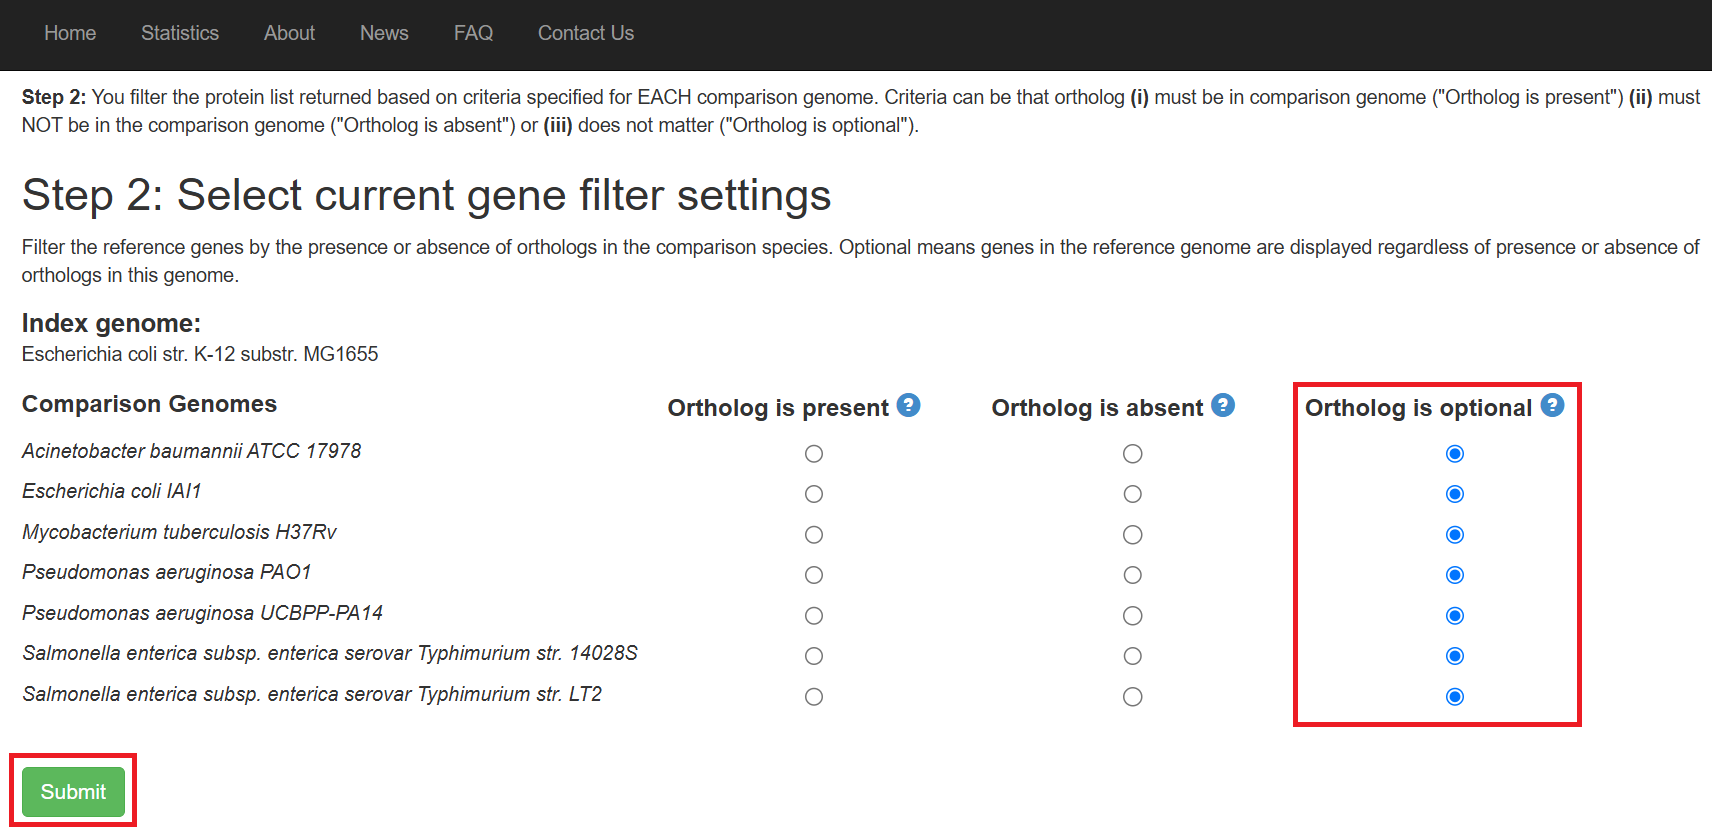 Home Statistics About News FAQ Contact Us
Step 2: You filter the protein list returned based on criteria specified for EACH comparison genome. Criteria can be that ortholog (i) must be in comparison genome ("Ortholog is present") (ii) must
NOT be in the comparison genome ("Ortholog is absent") or (iii) does not matter ("Ortholog is optional").
Step 2: Select current gene filter settings
Filter the reference genes by the presence or absence of orthologs in the comparison species. Optional means genes in the reference genome are displayed regardless of presence or absence of
orthologs in this genome.
Index genome:
Escherichia coli str. K-12 substr. MG1655
Comparison Genomes Ortholog is present ? Ortholog is absent ? Ortholog is optional ?
Acinetobacter baumannii ATCC 17978
Escherichia coli IAI1
Mycobacterium tuberculosis H37Rv
Pseudomonas aeruginosa PAO1
Pseudomonas aeruginosa UCBPP-PA14
Salmonella enterica subsp. enterica serovar Typhimurium str. 14028S
Salmonella enterica subsp. enterica serovar Typhimurium str. LT2
Submit